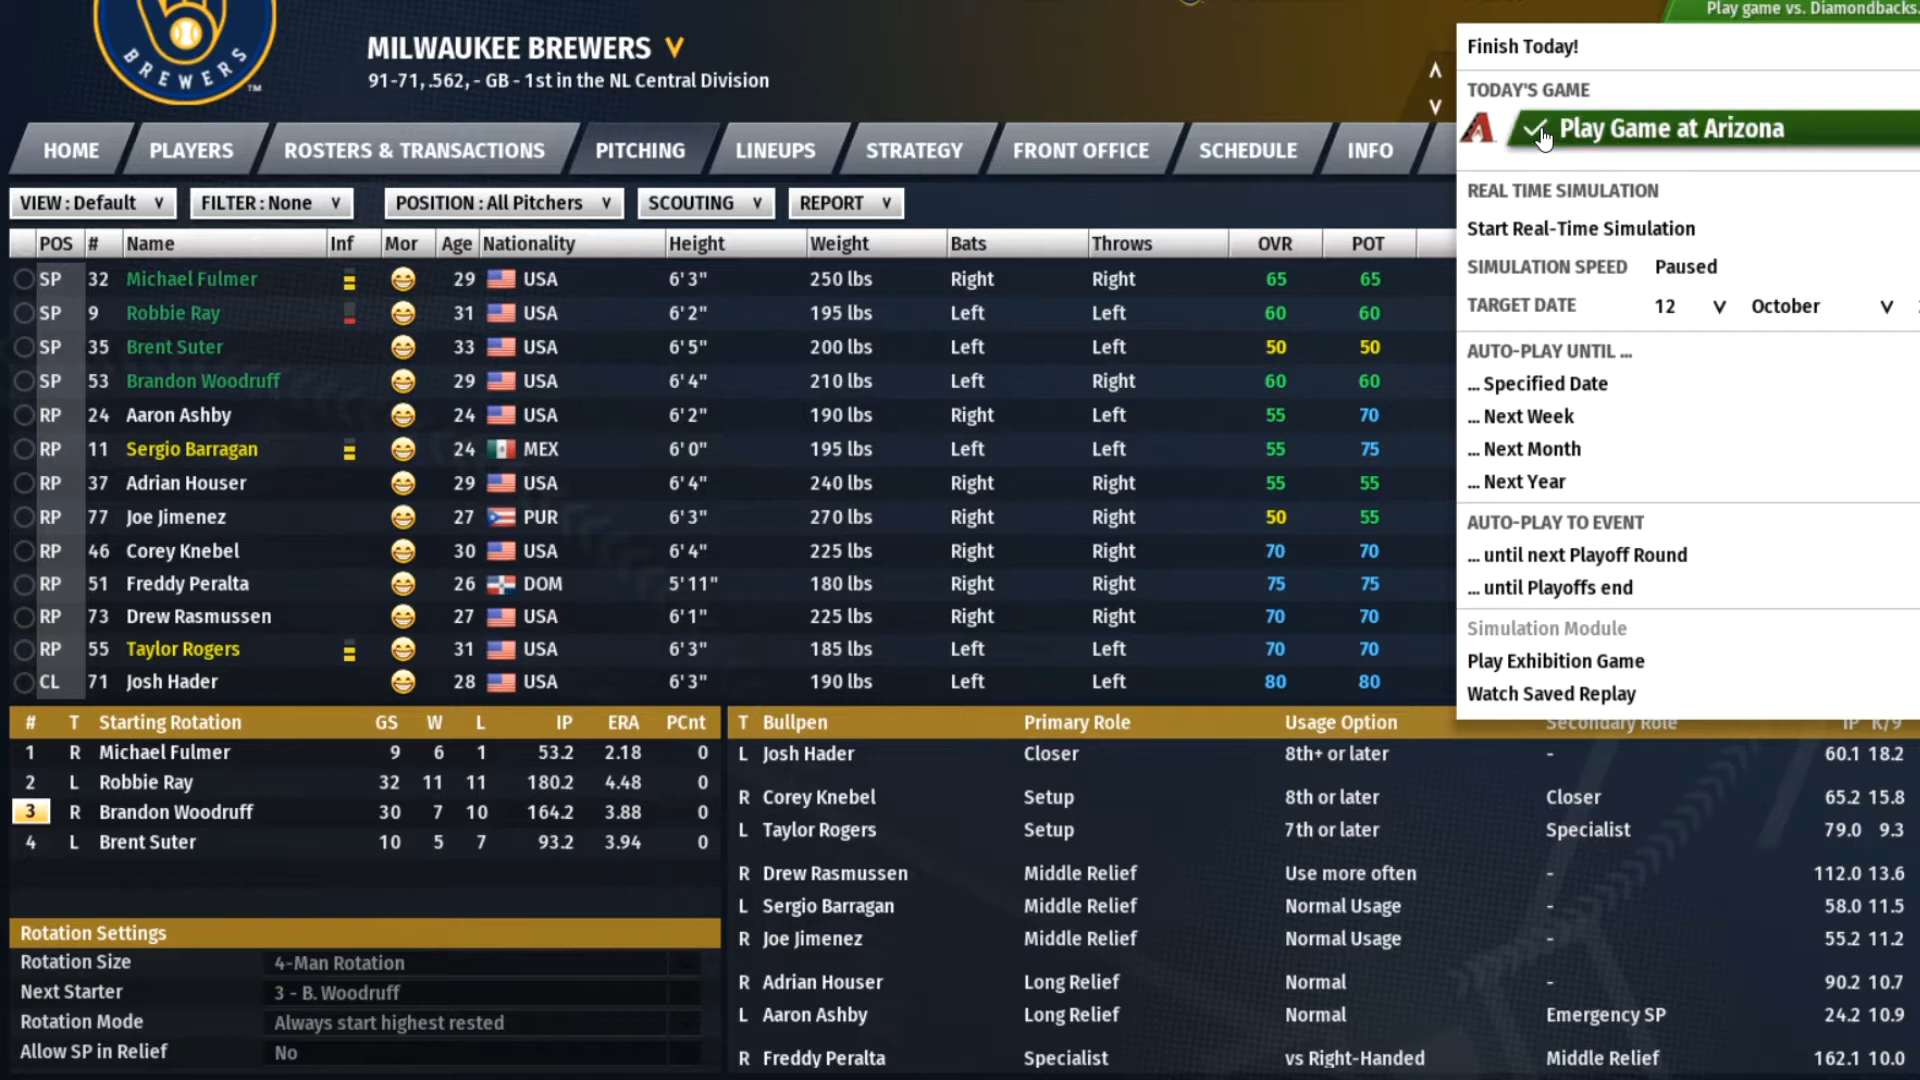 Play game vs. Diamondbacks
BREWERS
TM
MILWAUKEE BREWERS V
91-71, .562, - GB - 1st in the NL Central Division
HOME PLAYERS ROSTERS & TRANSACTIONS PITCHING LINEUPS STRATEGY FRONT OFFICE SCHEDULE INFO
VIEW : Default FILTER : None POSITION : All Pitchers SCOUTING REPORT
POS # Name Inf Mor Age Nationality Height Weight Bats Throws OVR POT
SP 32 Michael Fulmer 29 USA 6' 3" 250 lbs Right Right 65 65
SP 9 Robbie Ray 31 USA 6' 2" 195 lbs Left Left 60 60
SP 35 Brent Suter 33 USA 6' 5" 200 lbs Left Left 50 50
SP 53 Brandon Woodruff 29 USA 6' 4" 210 lbs Left Right 60 60
RP 24 Aaron Ashby 24 USA 6' 2" 190 lbs Right Left 55 70
RP 11 Sergio Barragan 24 MEX 6' 0" 195 lbs Left Left 55 75
RP 37 Adrian Houser 29 USA 6' 4" 240 lbs Right Right 55 55
RP 77 Joe Jimenez 27 PUR 6' 3" 270 lbs Right Right 50 55
RP 46 Corey Knebel 30 USA 6' 4" 225 lbs Right Right 70 70
RP 51 Freddy Peralta 26 DOM 5' 11" 180 lbs Right Right 75 75
RP 73 Drew Rasmussen 27 USA 6' 1" 225 lbs Right Right 70 70
RP 55 Taylor Rogers 31 USA 6' 3" 185 lbs Left Left 70 70
CL 71 Josh Hader 28 USA 6' 3" 190 lbs Left Left 80 80
Finish Today!
TODAY'S GAME
A Play Game at Arizona
REAL TIME SIMULATION
Start Real-Time Simulation
SIMULATION SPEED Paused
TARGET DATE 12 October
AUTO-PLAY UNTIL ...
... Specified Date
... Next Week
... Next Month
... Next Year
AUTO-PLAY TO EVENT
... until next Playoff Round
... until Playoffs end
Simulation Module
Play Exhibition Game
Watch Saved Replay
# T Starting Rotation GS W L IP ERA PCnt
1 R Michael Fulmer 9 6 1 53.2 2.18 0
2 L Robbie Ray 32 11 11 180.2 4.48 0
3 R Brandon Woodruff 30 7 10 164.2 3.88 0
4 L Brent Suter 10 5 7 93.2 3.94 0
Rotation Settings
Rotation Size 4-Man Rotation
Next Starter 3 - B. Woodruff
Rotation Mode Always start highest rested
Allow SP in Relief No
T Bullpen Primary Role Usage Option Secondary Role IP K/9
L Josh Hader Closer 8th+ or later - 60.1 18.2
R Corey Knebel Setup 8th or later Closer 65.2 15.8
L Taylor Rogers Setup 7th or later Specialist 79.0 9.3
R Drew Rasmussen Middle Relief Use more often - 112.0 13.6
L Sergio Barragan Middle Relief Normal Usage - 58.0 11.5
R Joe Jimenez Middle Relief Normal Usage - 55.2 11.2
R Adrian Houser Long Relief Normal - 90.2 10.7
L Aaron Ashby Long Relief Normal Emergency SP 24.2 10.9
R Freddy Peralta Specialist vs Right-Handed Middle Relief 162.1 10.0